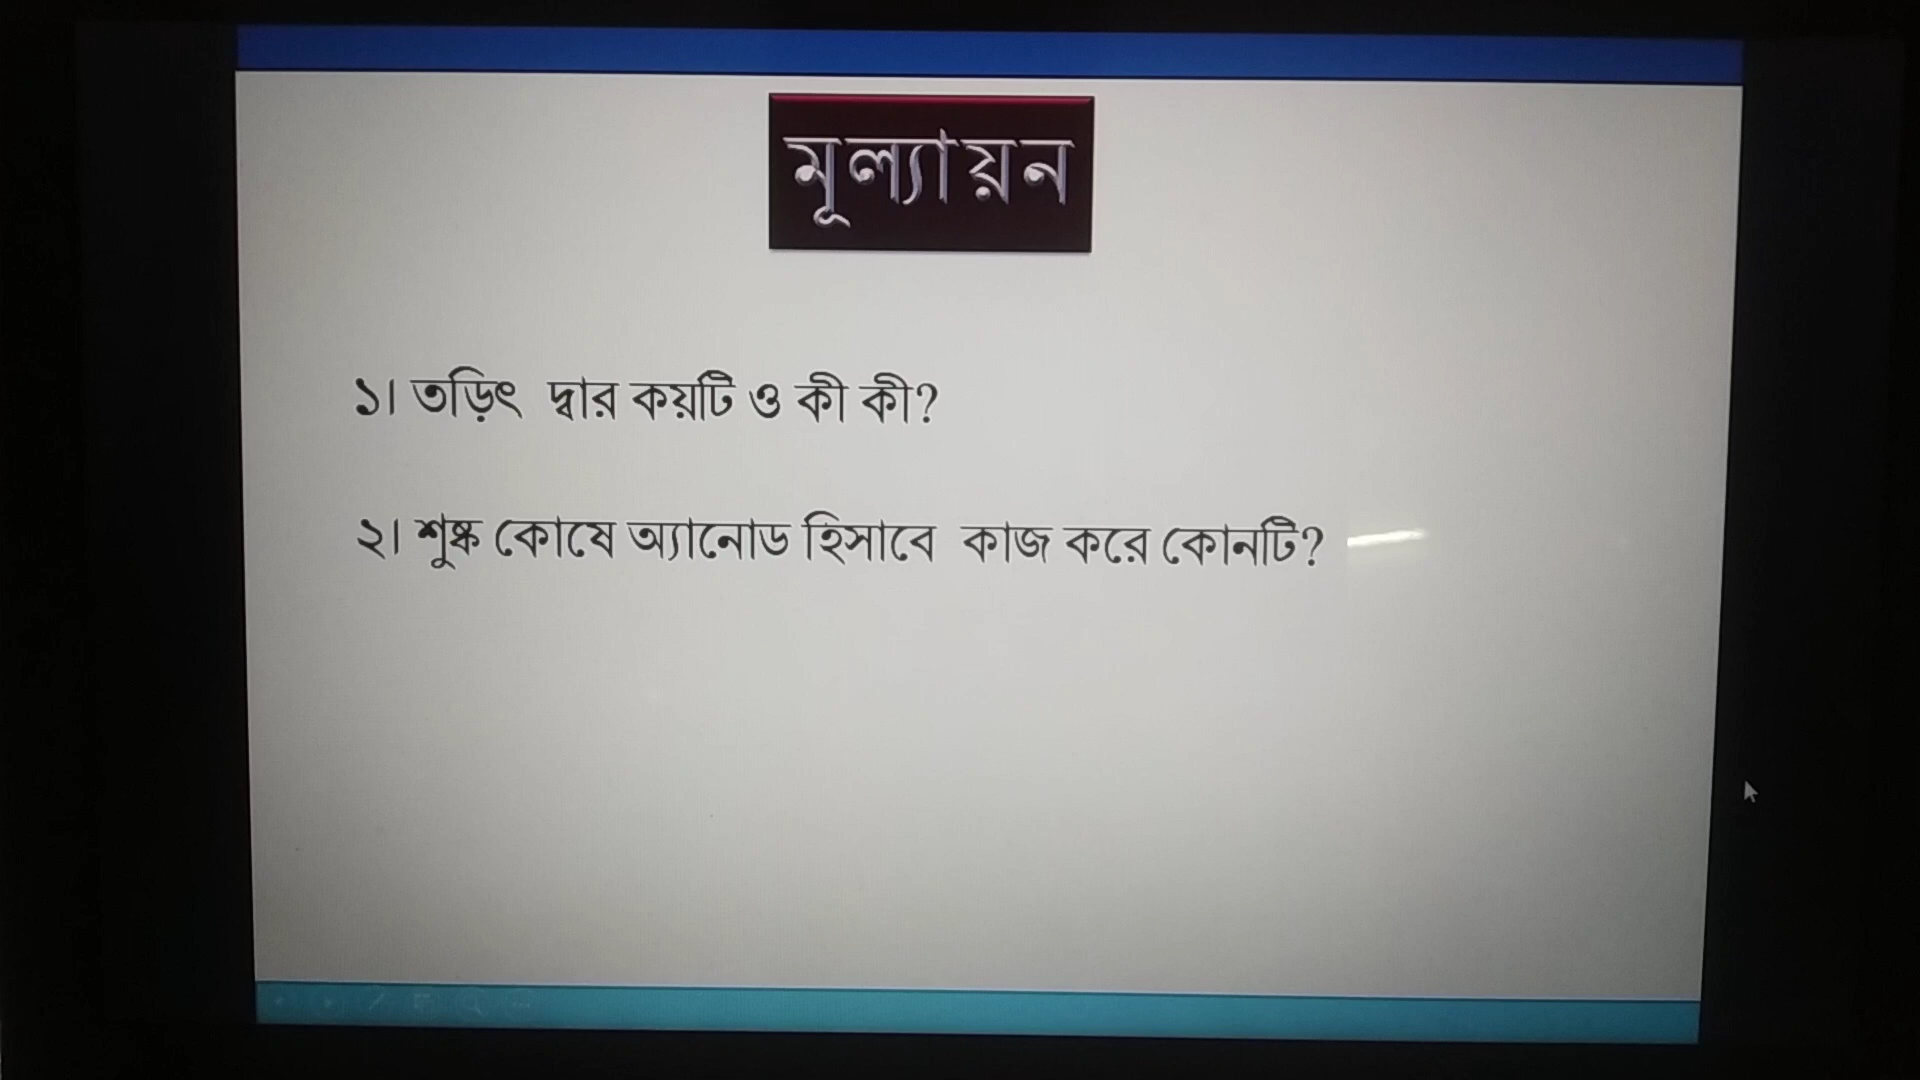 মূল্যায়ন
১। তড়িৎ দ্বার কয়টি ও কী কী?
২। শুষ্ক কোষে অ্যানোড হিসাবে কাজ করে কোনটি?